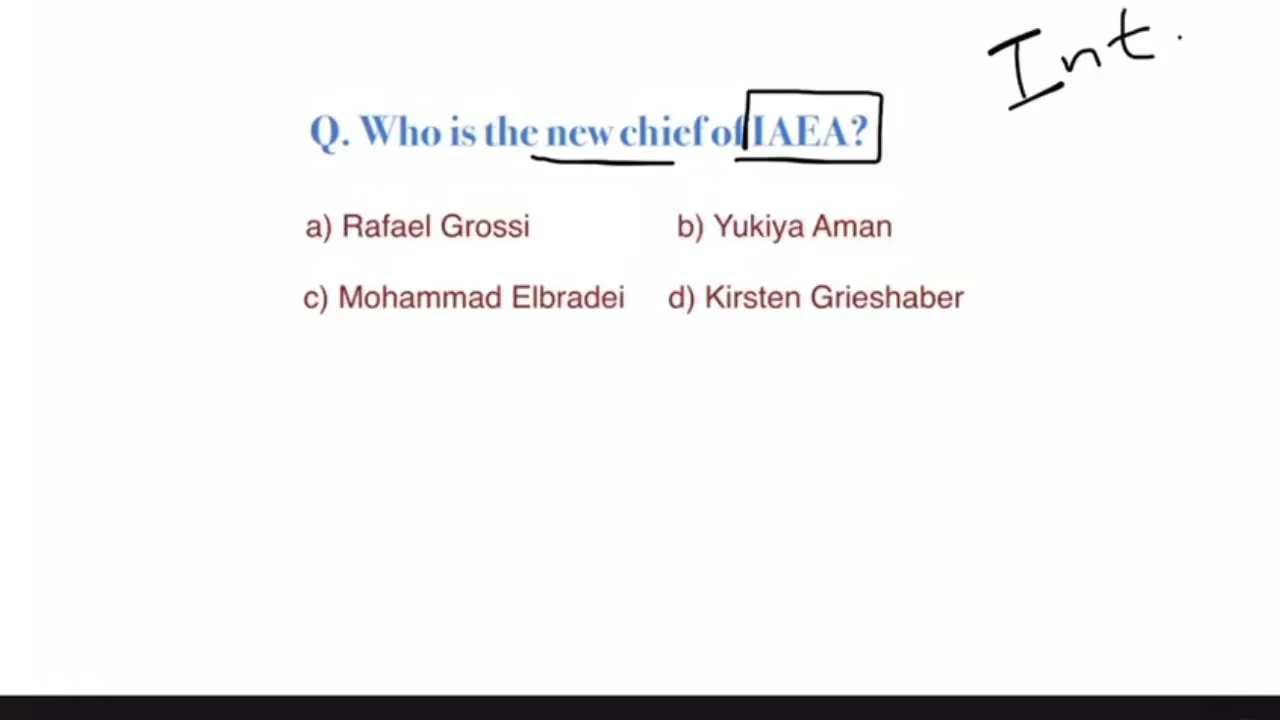 Int.
Q. Who is the new chief of IAEA?
a) Rafael Grossi b) Yukiya Aman
c) Mohammad Elbradei d) Kirsten Grieshaber